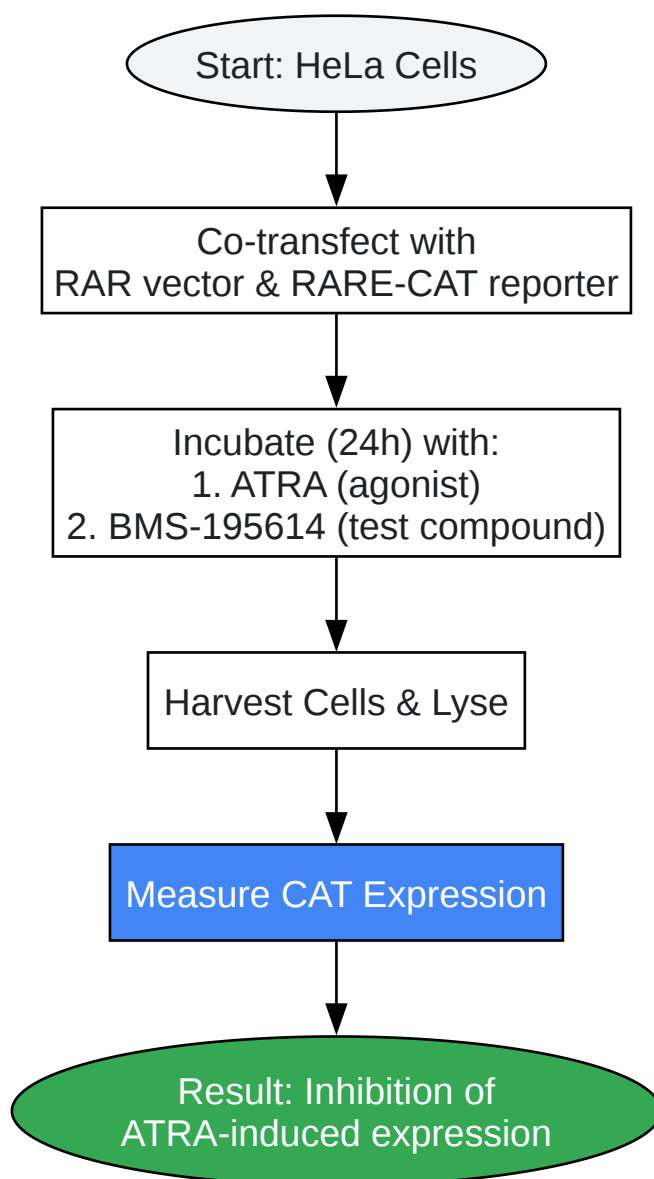 Start: HeLa Cells
Co-transfect with
RAR vector & RARE-CAT reporter
Incubate (24h) with:
1. ATRA (agonist)
2. BMS-195614 (test compound)
Harvest Cells & Lyse
Measure CAT Expression
Result: Inhibition of
ATRA-induced expression